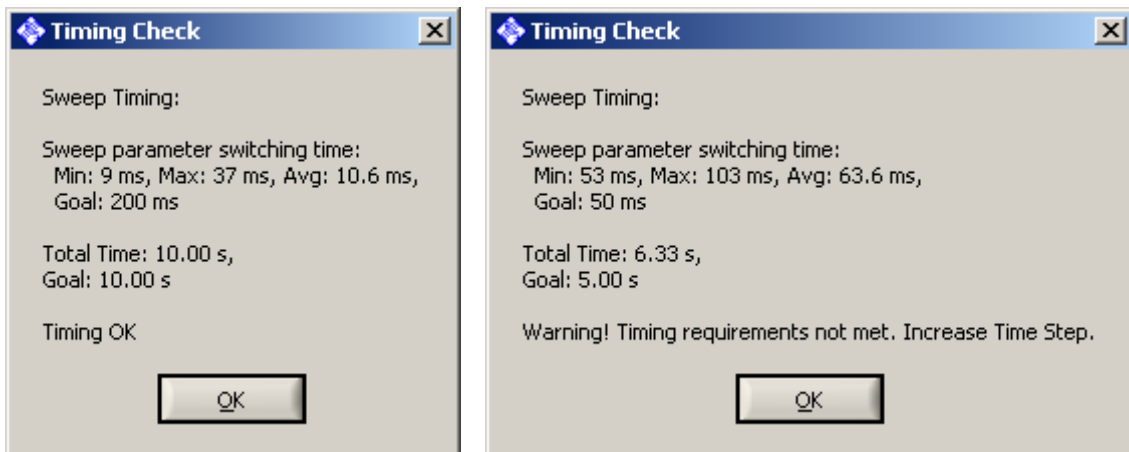 Timing Check
Sweep Timing:
Sweep parameter switching time:
Min: 9 ms, Max: 37 ms, Avg: 10.6 ms,
Goal: 200 ms
Total Time: 10.00 s,
Goal: 10.00 s
Timing OK
OK
Timing Check
Sweep Timing:
Sweep parameter switching time:
Min: 53 ms, Max: 103 ms, Avg: 63.6 ms,
Goal: 50 ms
Total Time: 6.33 s,
Goal: 5.00 s
Warning! Timing requirements not met. Increase Time Step.
OK